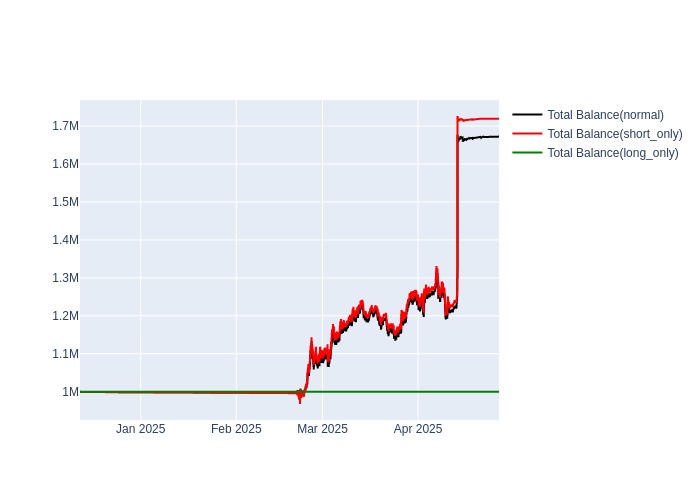 1.7M
1.6M
1.5M
1.4M
1.3M
1.2M
1.1M
1M
Jan 2025 Feb 2025 Mar 2025 Apr 2025
Total Balance(normal)
Total Balance(short_only)
Total Balance(long_only)